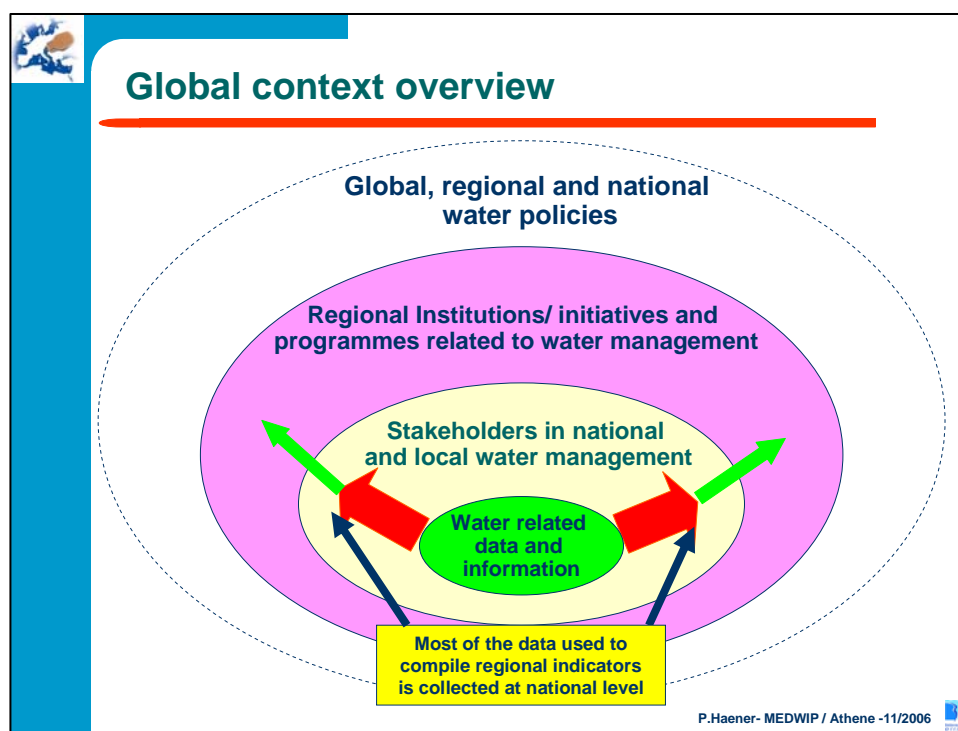 Global context overview
Global, regional and national
water policies
Regional Institutions/ initiatives and
programmes related to water management
Stakeholders in national
and local water management
Water related
data and
information
Most of the data used to
compile regional indicators
is collected at national level
P.Haener- MEDWIP / Athene -11/2006